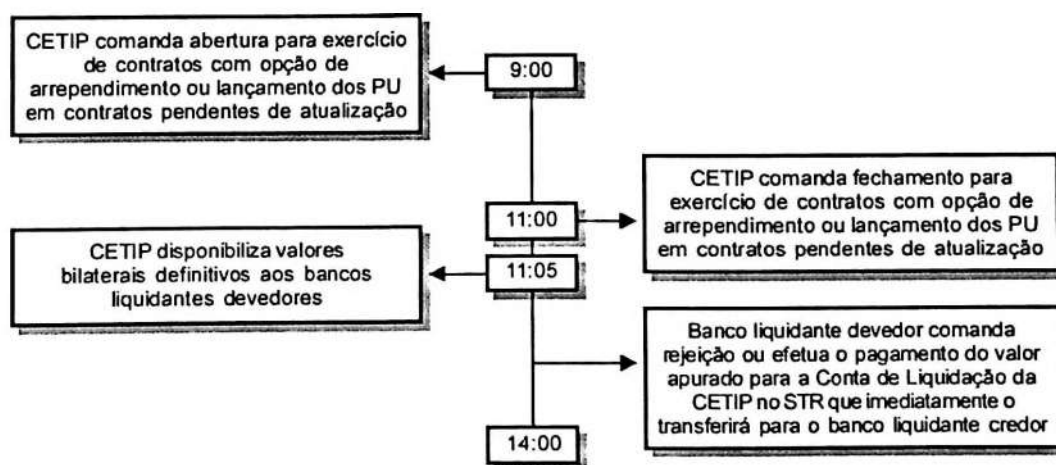 CETIP comanda abertura para exercício
de contratos com opção de
arrependimento ou lançamento dos PU
em contratos pendentes de atualização
9:00
CETIP comanda fechamento para
exercício de contratos com opção de
arrependimento ou lançamento dos PU
em contratos pendentes de atualização
11:00
CETIP disponibiliza valores
bilaterais definitivos aos bancos
liquidantes devedores
11:05
Banco liquidante devedor comanda
rejeição ou efetua o pagamento do valor
apurado para a Conta de Liquidação da
CETIP no STR que imediatamente o
transferirá para o banco liquidante credor
14:00